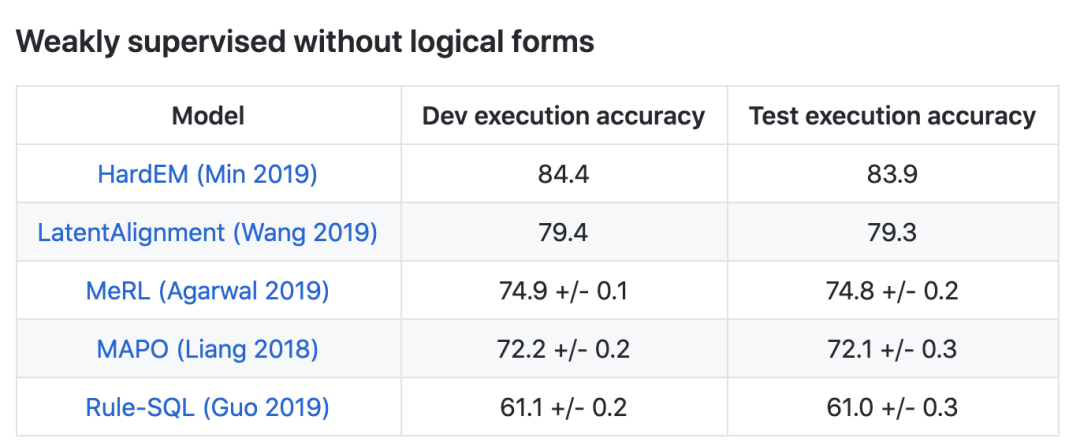 Weakly supervised without logical forms
Model Dev execution accuracy Test execution accuracy
HardEM (Min 2019) 84.4 83.9
LatentAlignment (Wang 2019) 79.4 79.3
MeRL (Agarwal 2019) 74.9 +/- 0.1 74.8 +/- 0.2
MAPO (Liang 2018) 72.2 +/- 0.2 72.1 +/- 0.3
Rule-SQL (Guo 2019) 61.1 +/- 0.2 61.0 +/- 0.3